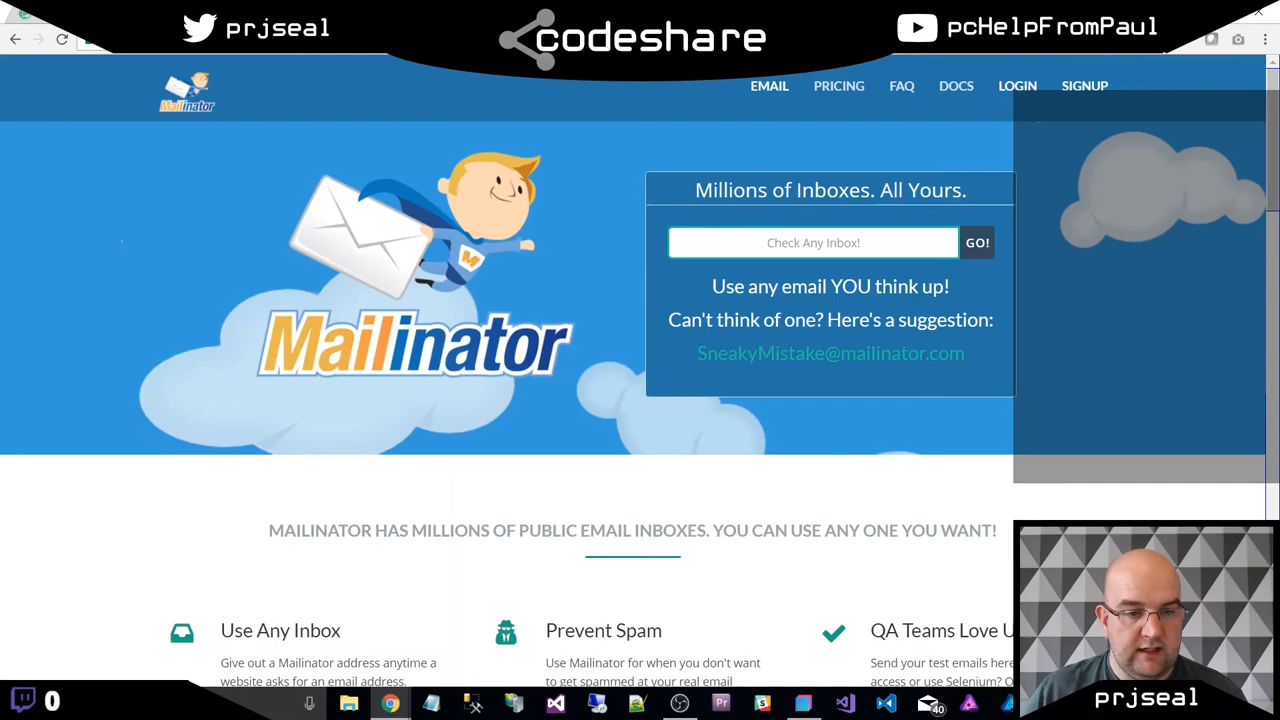 prjseal
codeshare
pcHelpFromPaul
Mailinator
EMAIL
PRICING
FAQ
DOCS
LOGIN
SIGNUP
M
Mailinator
Millions of Inboxes. All Yours.
Check Any Inbox!
GO!
Use any email YOU think up!
Can't think of one? Here's a suggestion:
SneakyMistake@mailinator.com
MAILINATOR HAS MILLIONS OF PUBLIC EMAIL INBOXES. YOU CAN USE ANY ONE YOU WANT!
Use Any Inbox
Give out a Mailinator address anytime a
website asks for an email address.
Prevent Spam
Use Mailinator for when you don't want
to get spammed at your real email
QA Teams Love U
Send your test emails here
access or use Selenium? O
0
Pr
40
prjseal